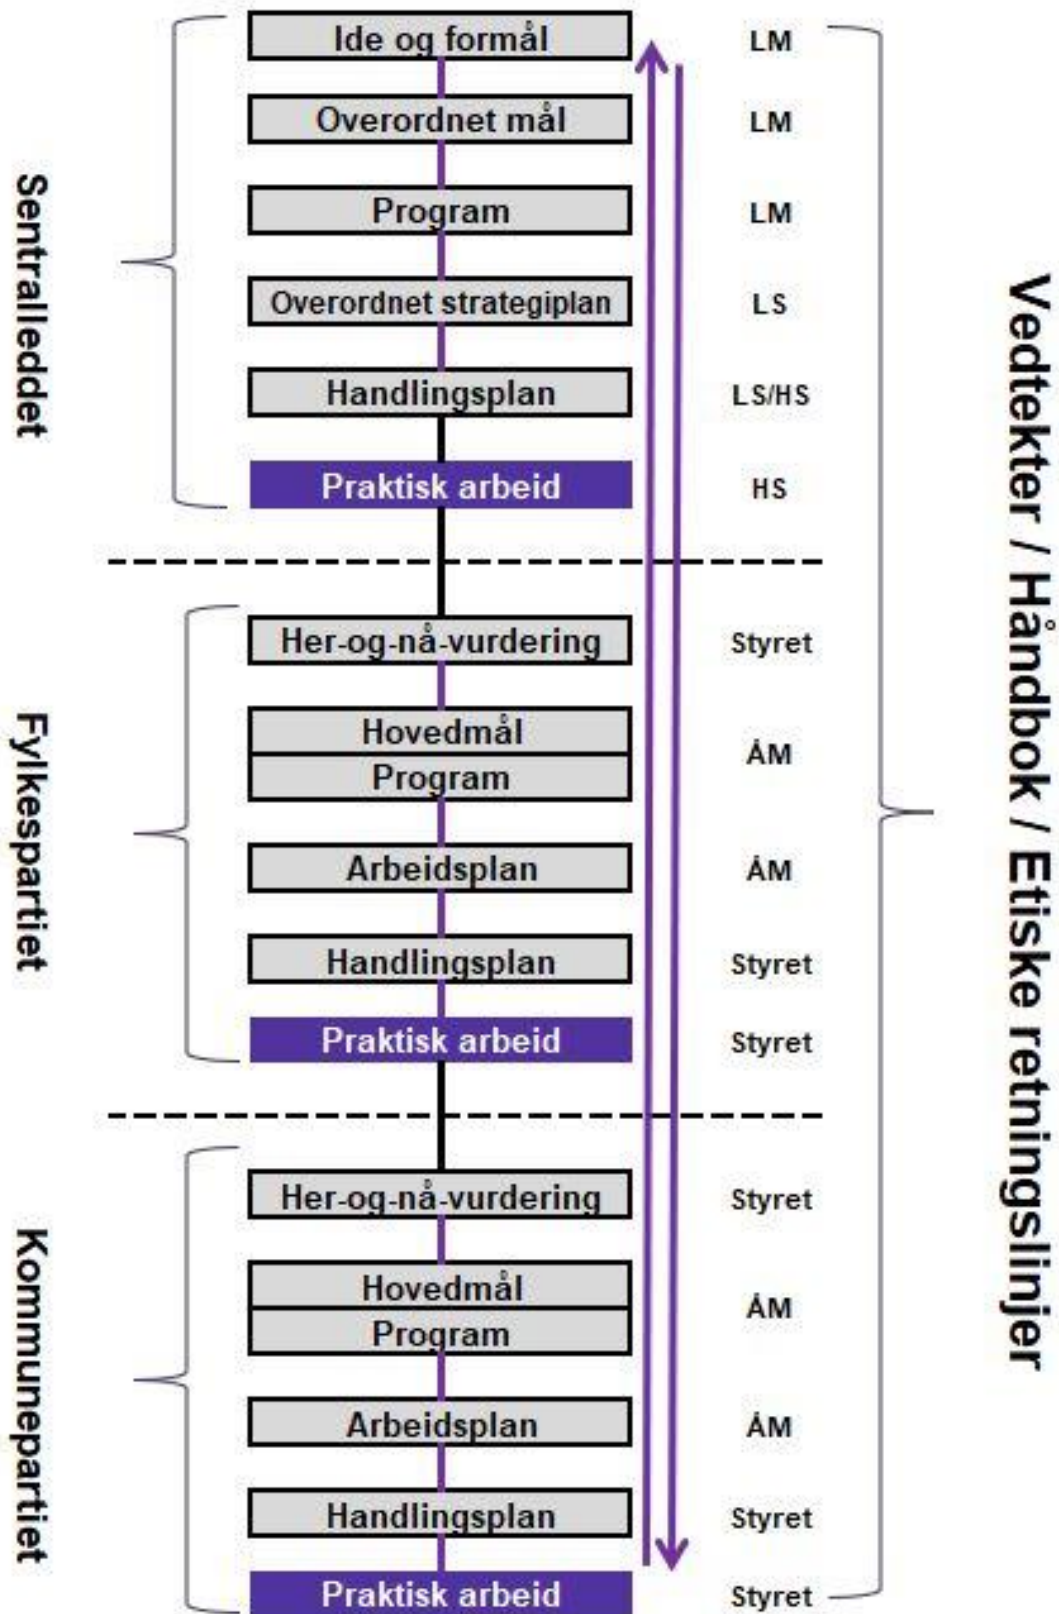 Ide og formål LM
Overordnet mål LM
Program LM
Overordnet strategiplan LS
Handlingsplan LS/HS
Praktisk arbeid HS
Sentralleddet
Her-og-nå-vurdering Styret
Hovedmål
Program
ÅM
Arbeidsplan ÅM
Handlingsplan Styret
Praktisk arbeid Styret
Fylkespartiet
Her-og-nå-vurdering Styret
Hovedmål
Program
ÅM
Arbeidsplan ÅM
Handlingsplan Styret
Praktisk arbeid Styret
Kommunepartiet
Vedtekter / Håndbok / Etiske retningslinjer